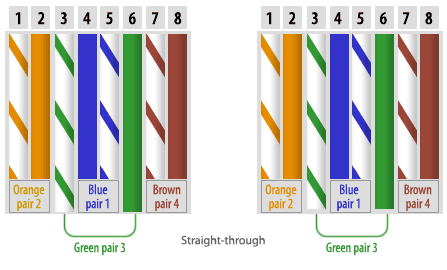 1 2 3 4 5 6 7 8
1 2 3 4 5 6 7 8
Orange
pair 2
Blue
pair 1
Brown
pair 4
Orange
pair 2
Blue
pair 1
Brown
pair 4
Green pair 3
Straight-through
Green pair 3